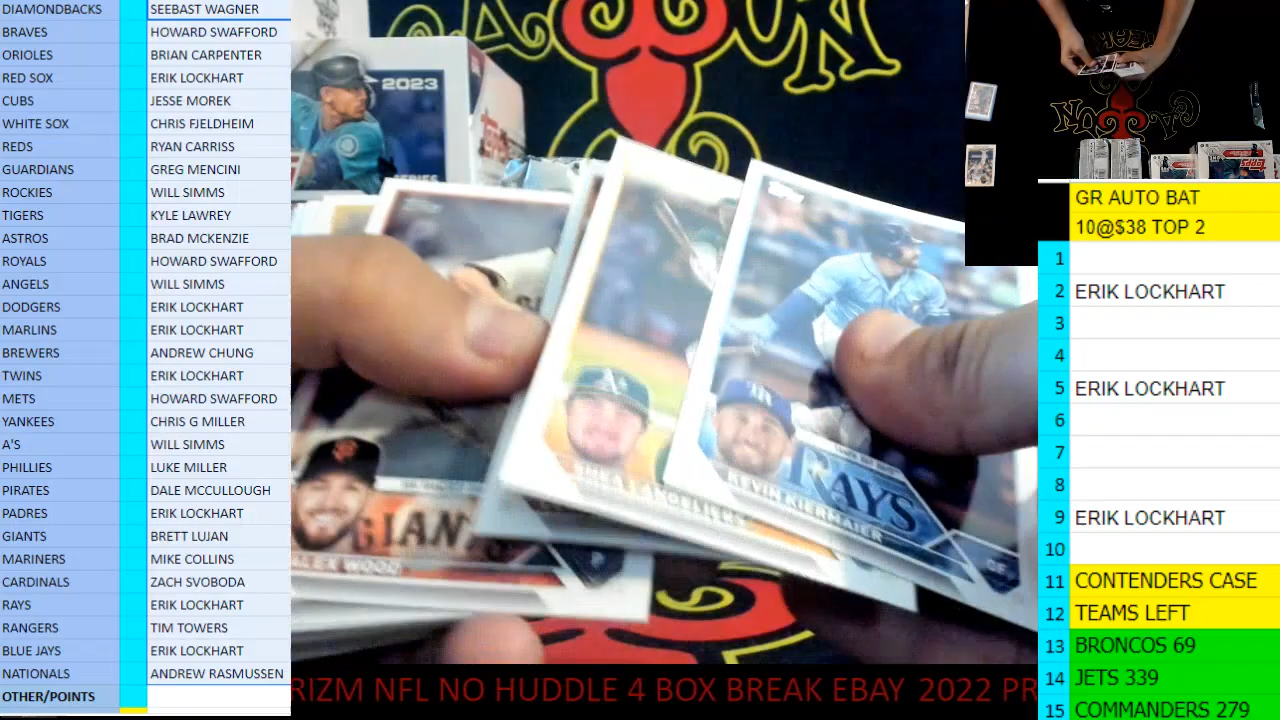 DIAMONDBACKS SEEBAST WAGNER
BRAVES HOWARD SWAFFORD
ORIOLES BRIAN CARPENTER
RED SOX ERIK LOCKHART
CUBS JESSE MOREK
WHITE SOX CHRIS FJELDHEIM
REDS RYAN CARRISS
GUARDIANS GREG MENCINI
ROCKIES WILL SIMMS
TIGERS KYLE LAWREY
ASTROS BRAD MCKENZIE
ROYALS HOWARD SWAFFORD
ANGELS WILL SIMMS
DODGERS ERIK LOCKHART
MARLINS ERIK LOCKHART
BREWERS ANDREW CHUNG
TWINS ERIK LOCKHART
METS HOWARD SWAFFORD
YANKEES CHRIS G MILLER
A'S WILL SIMMS
PHILLIES LUKE MILLER
PIRATES DALE MCCULLOUGH
PADRES ERIK LOCKHART
GIANTS BRETT LUJAN
MARINERS MIKE COLLINS
CARDINALS ZACH SVOBODA
RAYS ERIK LOCKHART
RANGERS TIM TOWERS
BLUE JAYS ERIK LOCKHART
NATIONALS ANDREW RASMUSSEN
OTHER/POINTS
2023
SERIES
topps
KEVIN KIERMAIER
RAYS
GIANTS
ALEX WOOD
P
RIZM NFL NO HUDDLE 4 BOX BREAK EBAY 2022 PR
GR AUTO BAT
10@$38 TOP 2
1
2 ERIK LOCKHART
3
4
5 ERIK LOCKHART
6
7
8
9 ERIK LOCKHART
10
11 CONTENDERS CASE
12 TEAMS LEFT
13 BRONCOS 69
14 JETS 339
15 COMMANDERS 279